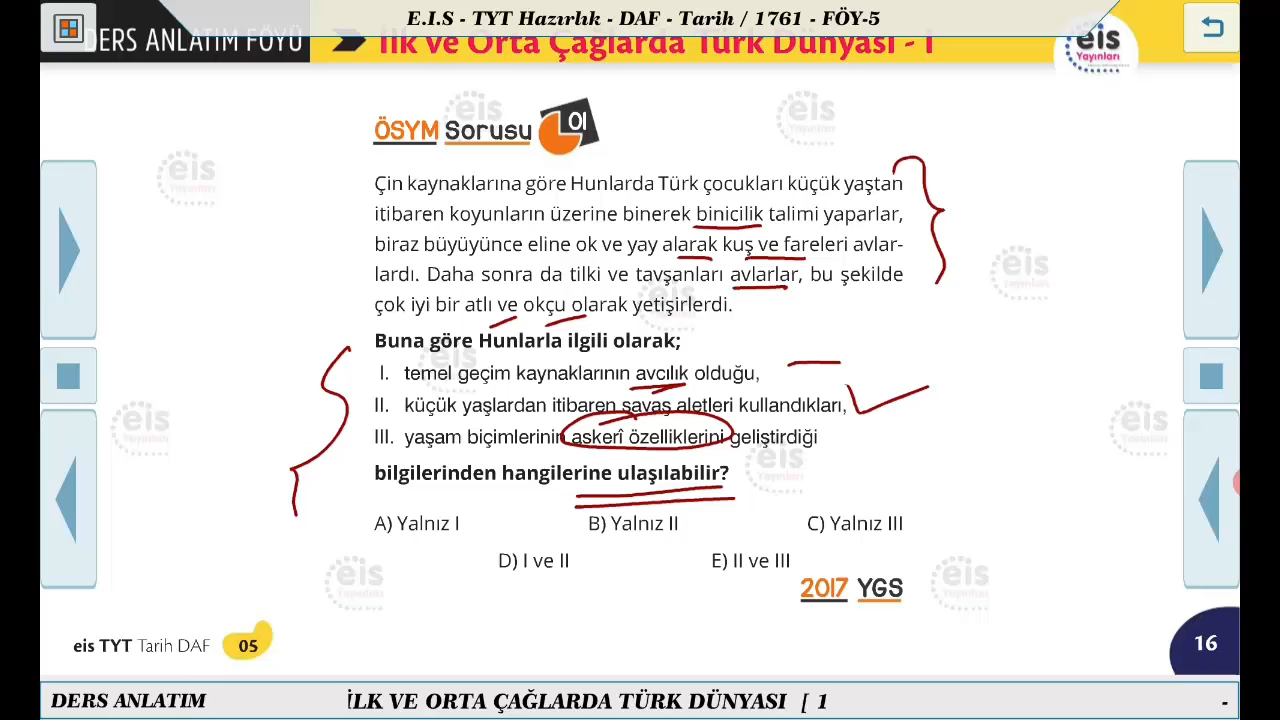 E.I.S - TYT Hazırlık - DAF - Tarih / 1761 - FÖY-5
DERS ANLATIM FÖYÜ
İlk ve Orta Çağlarda Türk Dünyası - I
eis
Yayınları
ÖSYM Sorusu 01
Çin kaynaklarına göre Hunlarda Türk çocukları küçük yaştan
itibaren koyunların üzerine binerek binicilik talimi yaparlar,
biraz büyüyünce eline ok ve yay alarak kuş ve fareleri avlar-
lardı. Daha sonra da tilki ve tavşanları avlarlar, bu şekilde
çok iyi bir atlı ve okçu olarak yetişirlerdi.
Buna göre Hunlarla ilgili olarak;
I. temel geçim kaynaklarının avcılık olduğu,
II. küçük yaşlardan itibaren savaş aletleri kullandıkları,
III. yaşam biçimlerinin askerî özelliklerini geliştirdiği
bilgilerinden hangilerine ulaşılabilir?
A) Yalnız I B) Yalnız II C) Yalnız III
D) I ve II E) II ve III
2017 YGS
eis TYT Tarih DAF 05
16
DERS ANLATIM İLK VE ORTA ÇAĞLARDA TÜRK DÜNYASI [ 1 -